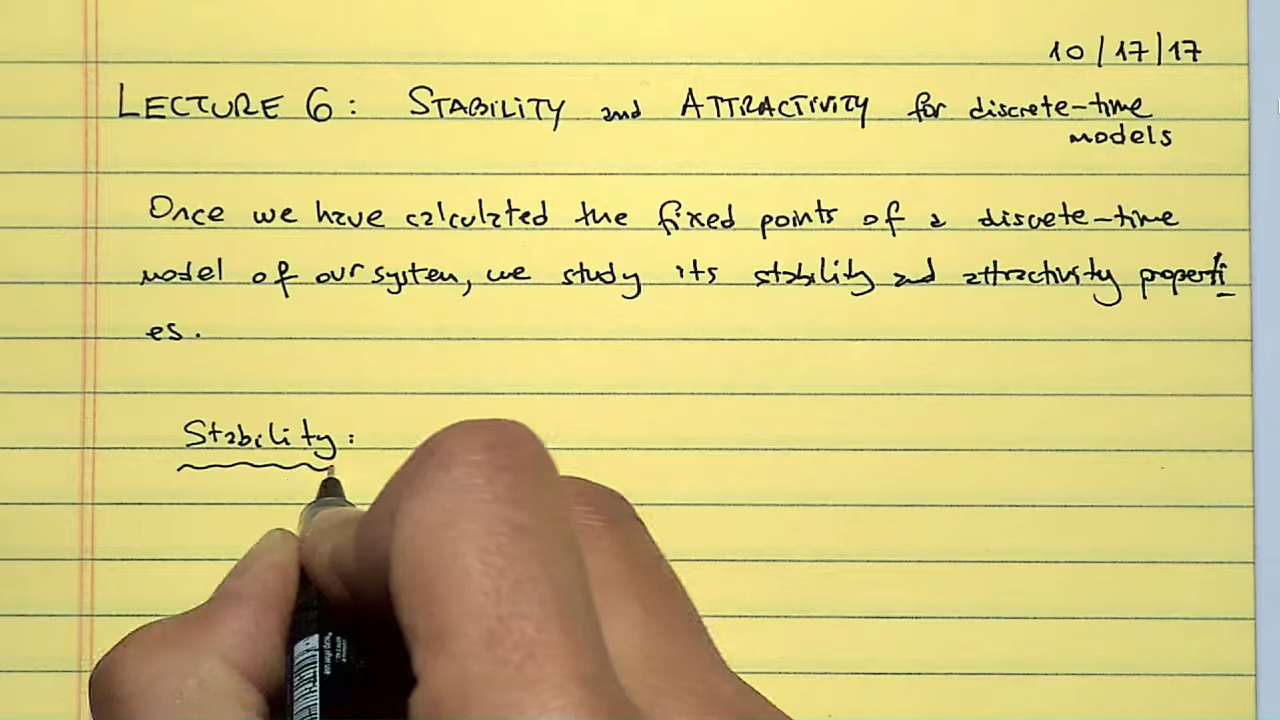 10/17/17
LECTURE 6: STABILITY and ATTRACTIVITY for discrete-time
models
Once we have calculated the fixed points of a discete-time
model of our system, we study its stability and attractivity properti
es.
Stability: